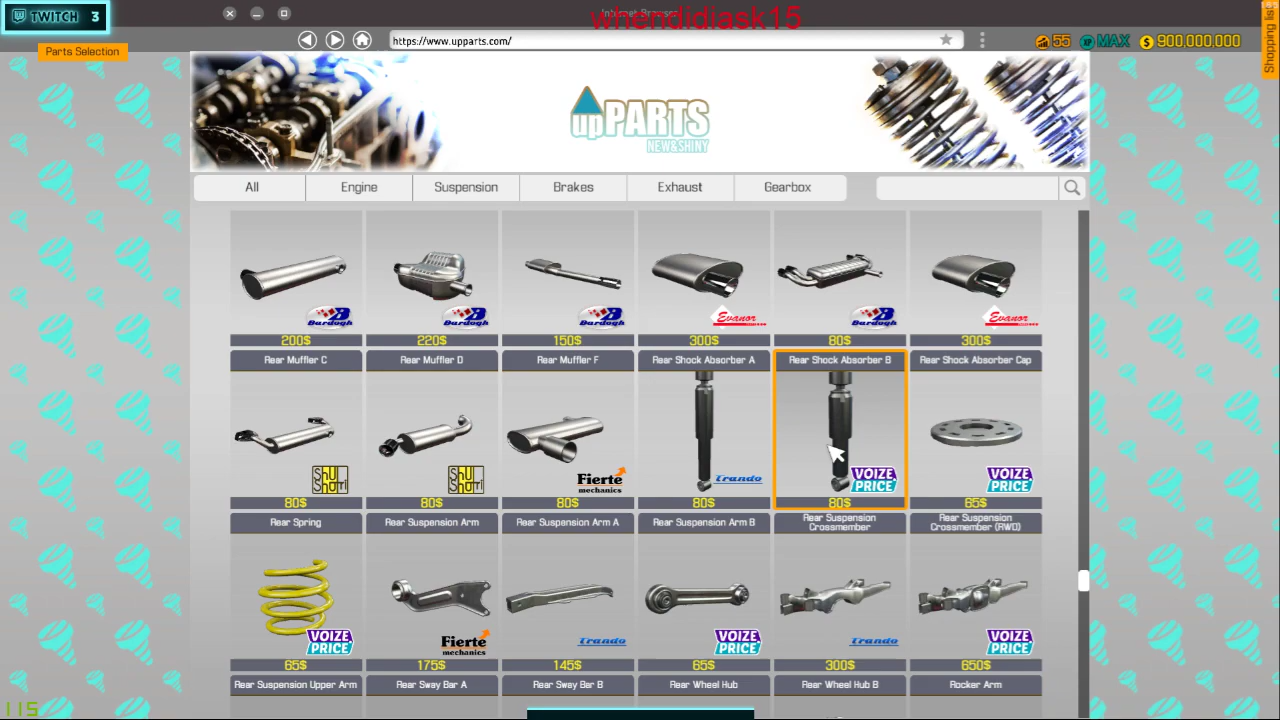 TWITCH 3
Internet Browser
whendidiask15
https://www.upparts.com/
55 XP MAX $ 900,000,000
Shopping list
Parts Selection
upPARTS
NEW&SHINY
All Engine Suspension Brakes Exhaust Gearbox
Bardogh Bardogh Bardogh Evanor Bardogh Evanor
200$ 220$ 150$ 300$ 80$ 300$
Rear Muffler C Rear Muffler D Rear Muffler F Rear Shock Absorber A Rear Shock Absorber B Rear Shock Absorber Cap
Fierte mechanics Trando VOIZE PRICE VOIZE PRICE
80$ 80$ 80$ 80$ 80$ 65$
Rear Spring Rear Suspension Arm Rear Suspension Arm A Rear Suspension Arm B Rear Suspension Crossmember Rear Suspension Crossmember (RWD)
VOIZE PRICE Fierte mechanics Trando VOIZE PRICE Trando VOIZE PRICE
65$ 175$ 145$ 65$ 300$ 650$
Rear Suspension Upper Arm Rear Sway Bar A Rear Sway Bar B Rear Wheel Hub Rear Wheel Hub B Rocker Arm
115